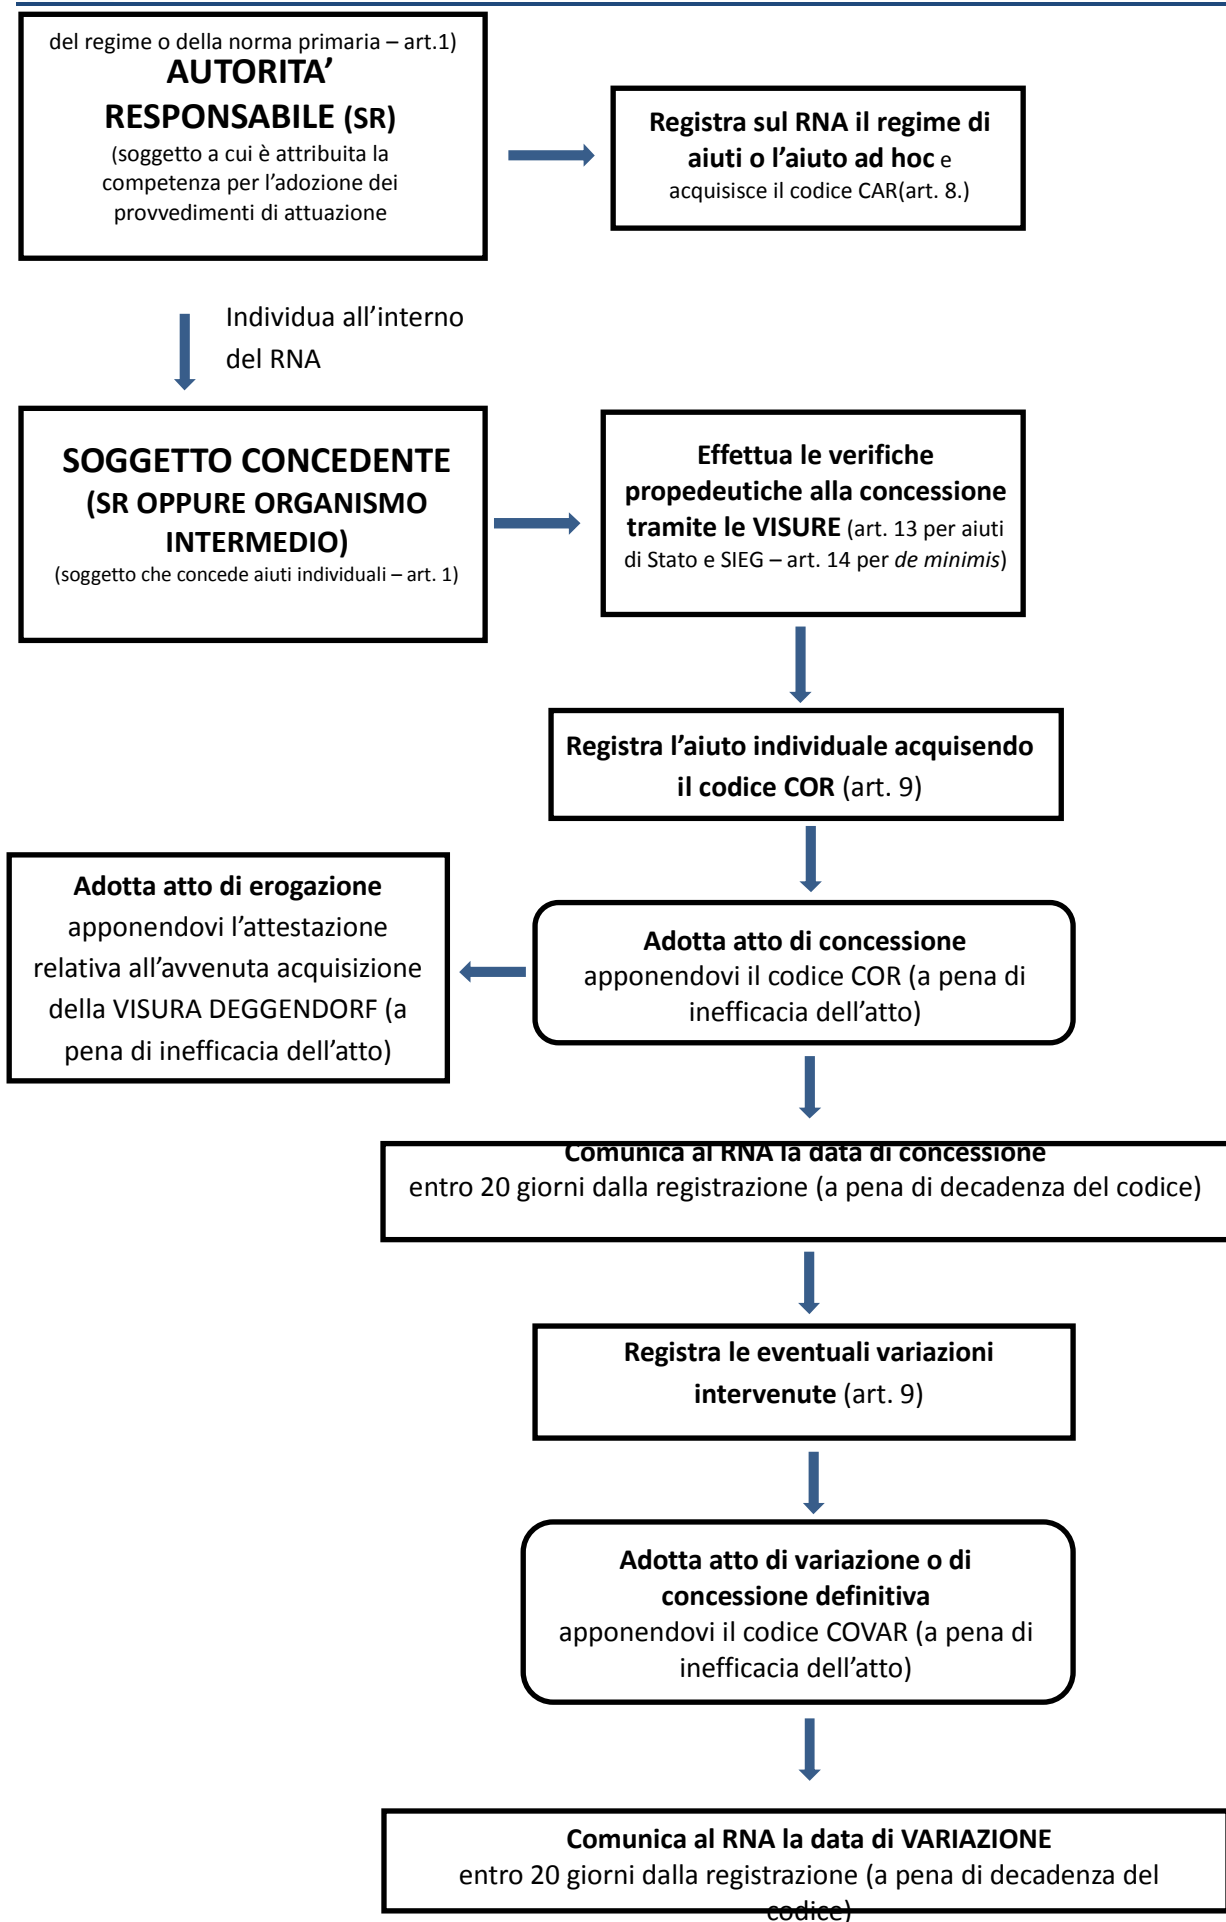 del regime o della norma primaria – art.1)
AUTORITA’
RESPONSABILE (SR)
(soggetto a cui è attribuita la
competenza per l’adozione dei
provvedimenti di attuazione
Registra sul RNA il regime di
aiuti o l’aiuto ad hoc e
acquisisce il codice CAR(art. 8.)
Individua all’interno
del RNA
SOGGETTO CONCEDENTE
(SR OPPURE ORGANISMO
INTERMEDIO)
(soggetto che concede aiuti individuali – art. 1)
Effettua le verifiche
propedeutiche alla concessione
tramite le VISURE (art. 13 per aiuti
di Stato e SIEG – art. 14 per de minimis)
Registra l’aiuto individuale acquisendo
il codice COR (art. 9)
Adotta atto di erogazione
apponendovi l’attestazione
relativa all’avvenuta acquisizione
della VISURA DEGGENDORF (a
pena di inefficacia dell’atto)
Adotta atto di concessione
apponendovi il codice COR (a pena di
inefficacia dell’atto)
Comunica al RNA la data di concessione
entro 20 giorni dalla registrazione (a pena di decadenza del codice)
Registra le eventuali variazioni
intervenute (art. 9)
Adotta atto di variazione o di
concessione definitiva
apponendovi il codice COVAR (a pena di
inefficacia dell’atto)
Comunica al RNA la data di VARIAZIONE
entro 20 giorni dalla registrazione (a pena di decadenza del
codice)